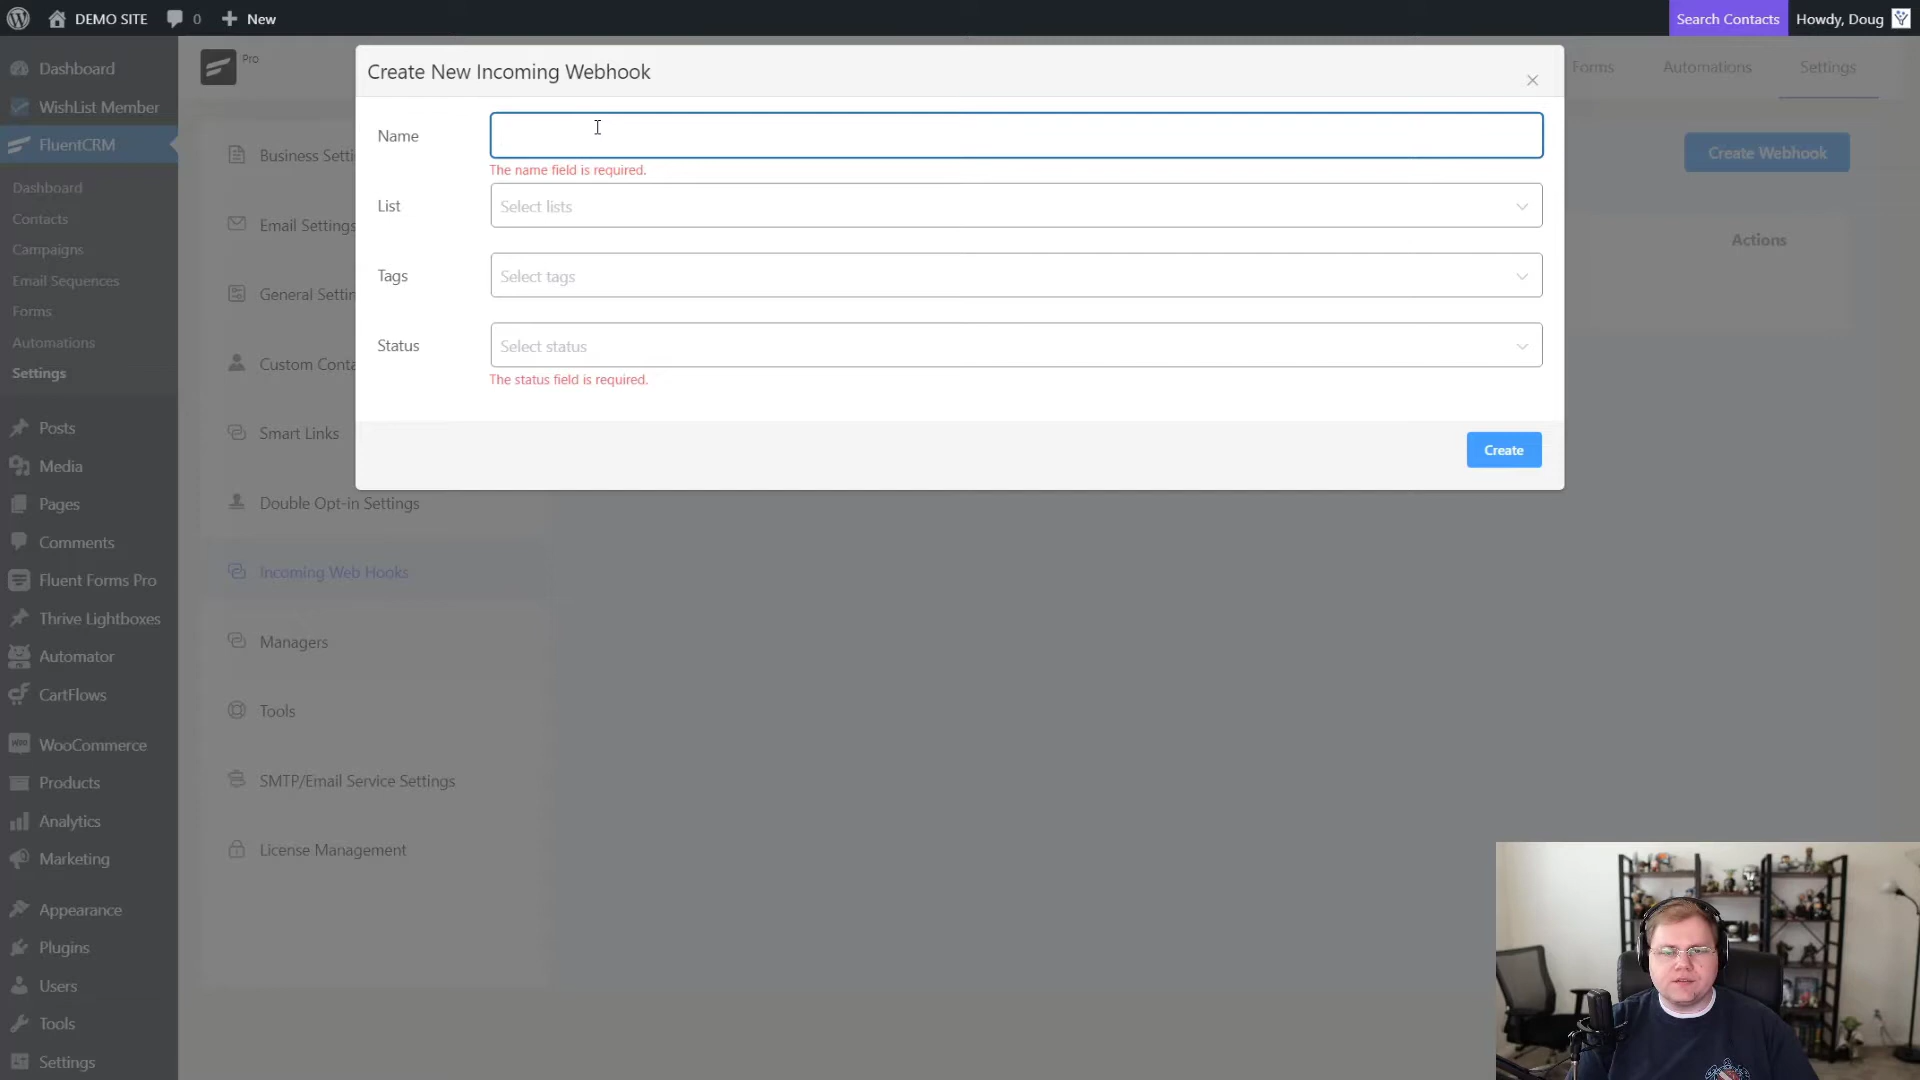 DEMO SITE
0
New
Search Contacts
Howdy, Doug
Dashboard
WishList Member
FluentCRM
Dashboard
Contacts
Campaigns
Email Sequences
Forms
Automations
Settings
Posts
Media
Pages
Comments
Fluent Forms Pro
Thrive Lightboxes
Automator
CartFlows
WooCommerce
Products
Analytics
Marketing
Appearance
Plugins
Users
Tools
Settings
Pro
Forms
Automations
Settings
Business Setti
Email Settings
General Settin
Custom Conta
Smart Links
Double Opt-in Settings
Incoming Web Hooks
Managers
Tools
SMTP/Email Service Settings
License Management
Create Webhook
Actions
Create New Incoming Webhook
Name
The name field is required.
List
Select lists
Tags
Select tags
Status
Select status
The status field is required.
Create